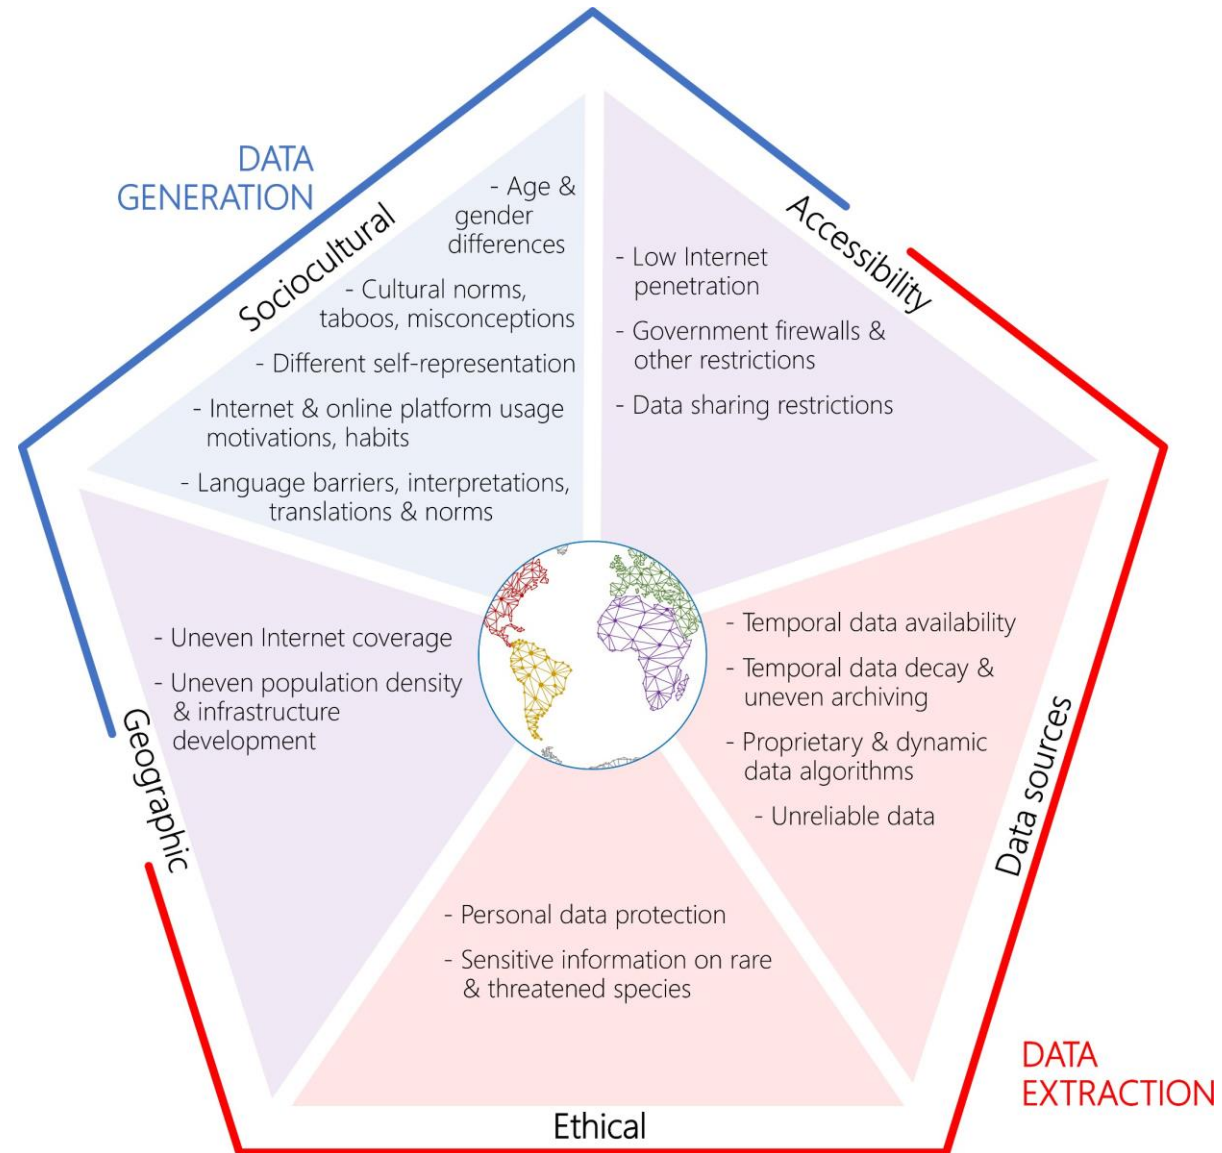 DATA
GENERATION
Sociocultural
- Age &
gender
differences
- Cultural norms,
taboos, misconceptions
- Different self-representation
- Internet & online platform usage
motivations, habits
- Language barriers, interpretations,
translations & norms
Accessibility
- Low Internet
penetration
- Government firewalls &
other restrictions
- Data sharing restrictions
Geographic
- Uneven Internet coverage
- Uneven population density
& infrastructure
development
- Temporal data availability
- Temporal data decay &
uneven archiving
- Proprietary & dynamic
data algorithms
- Unreliable data
Data sources
- Personal data protection
- Sensitive information on rare
& threatened species
Ethical
DATA
EXTRACTION